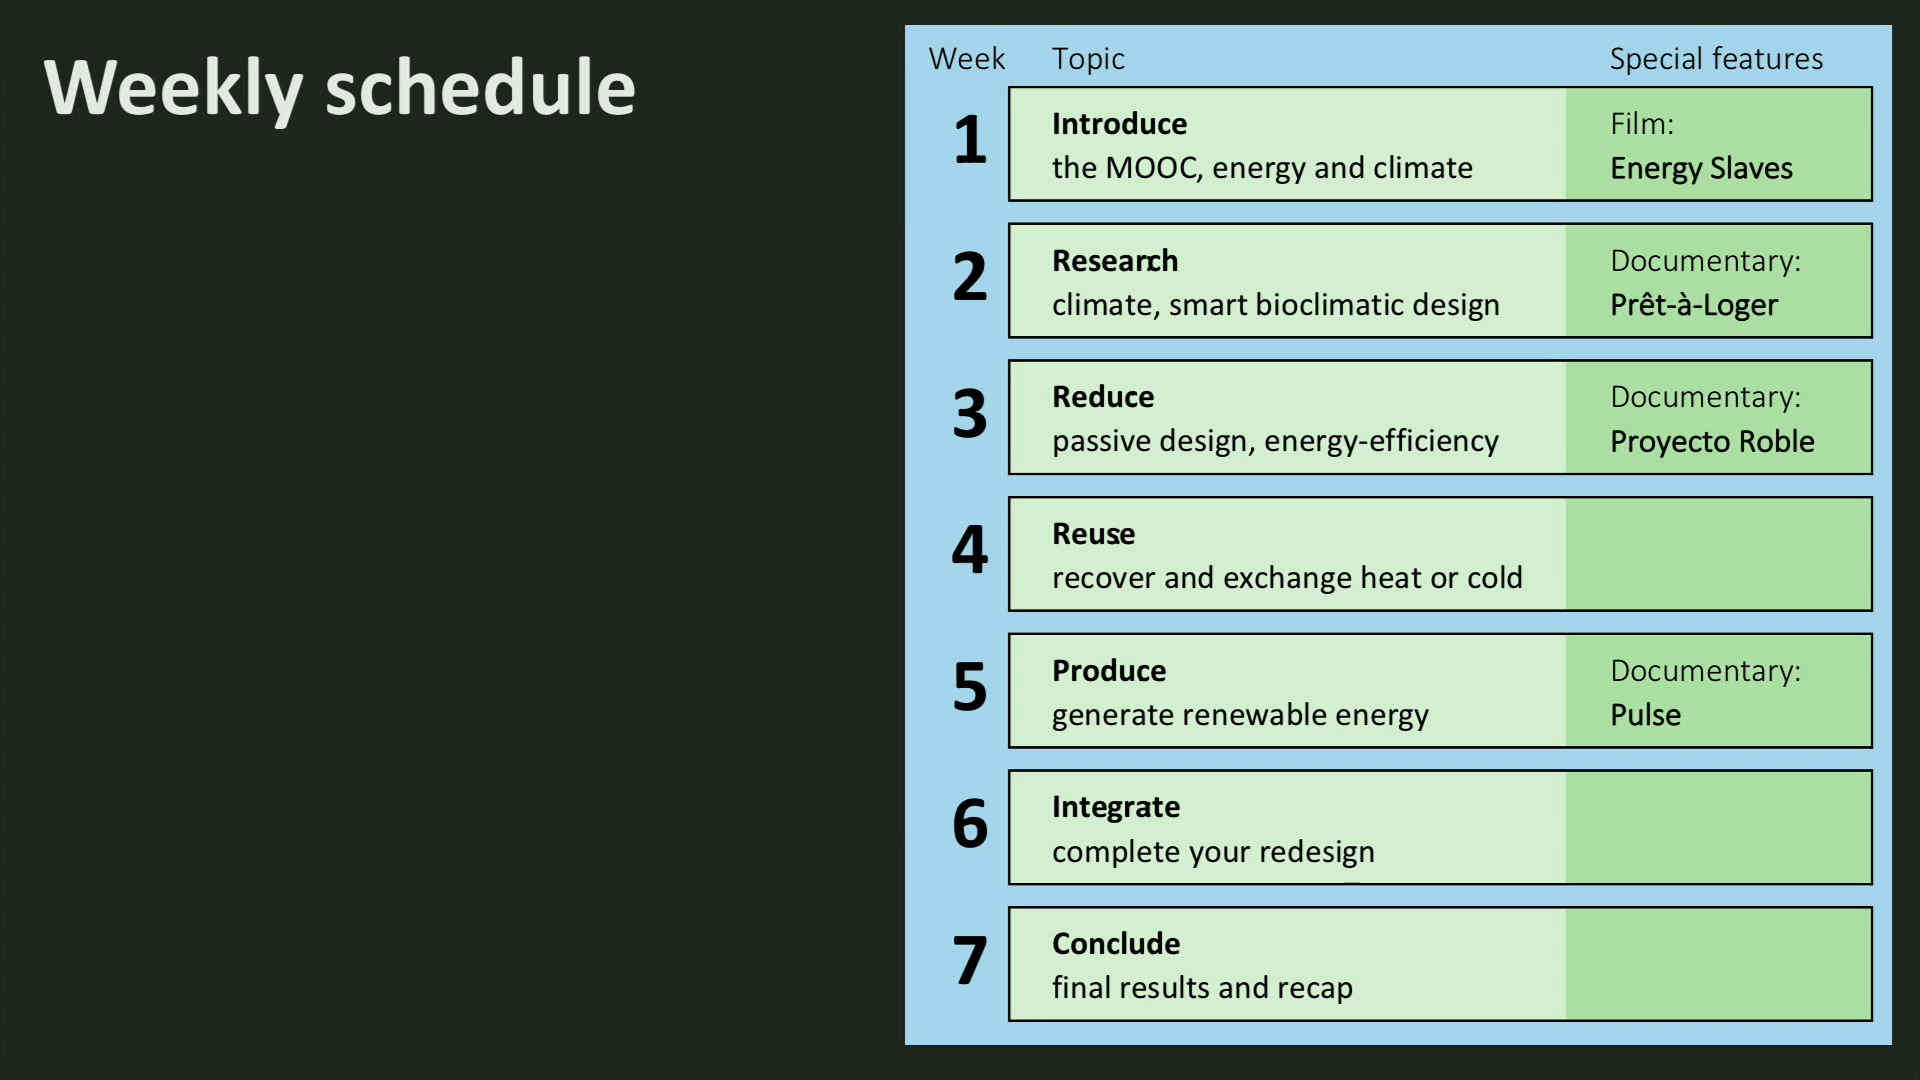 Weekly schedule
Week Topic Special features
1 Introduce Film:
the MOOC, energy and climate Energy Slaves
2 Research Documentary:
climate, smart bioclimatic design Prêt-à-Loger
3 Reduce Documentary:
passive design, energy-efficiency Proyecto Roble
4 Reuse
recover and exchange heat or cold
5 Produce Documentary:
generate renewable energy Pulse
6 Integrate
complete your redesign
7 Conclude
final results and recap